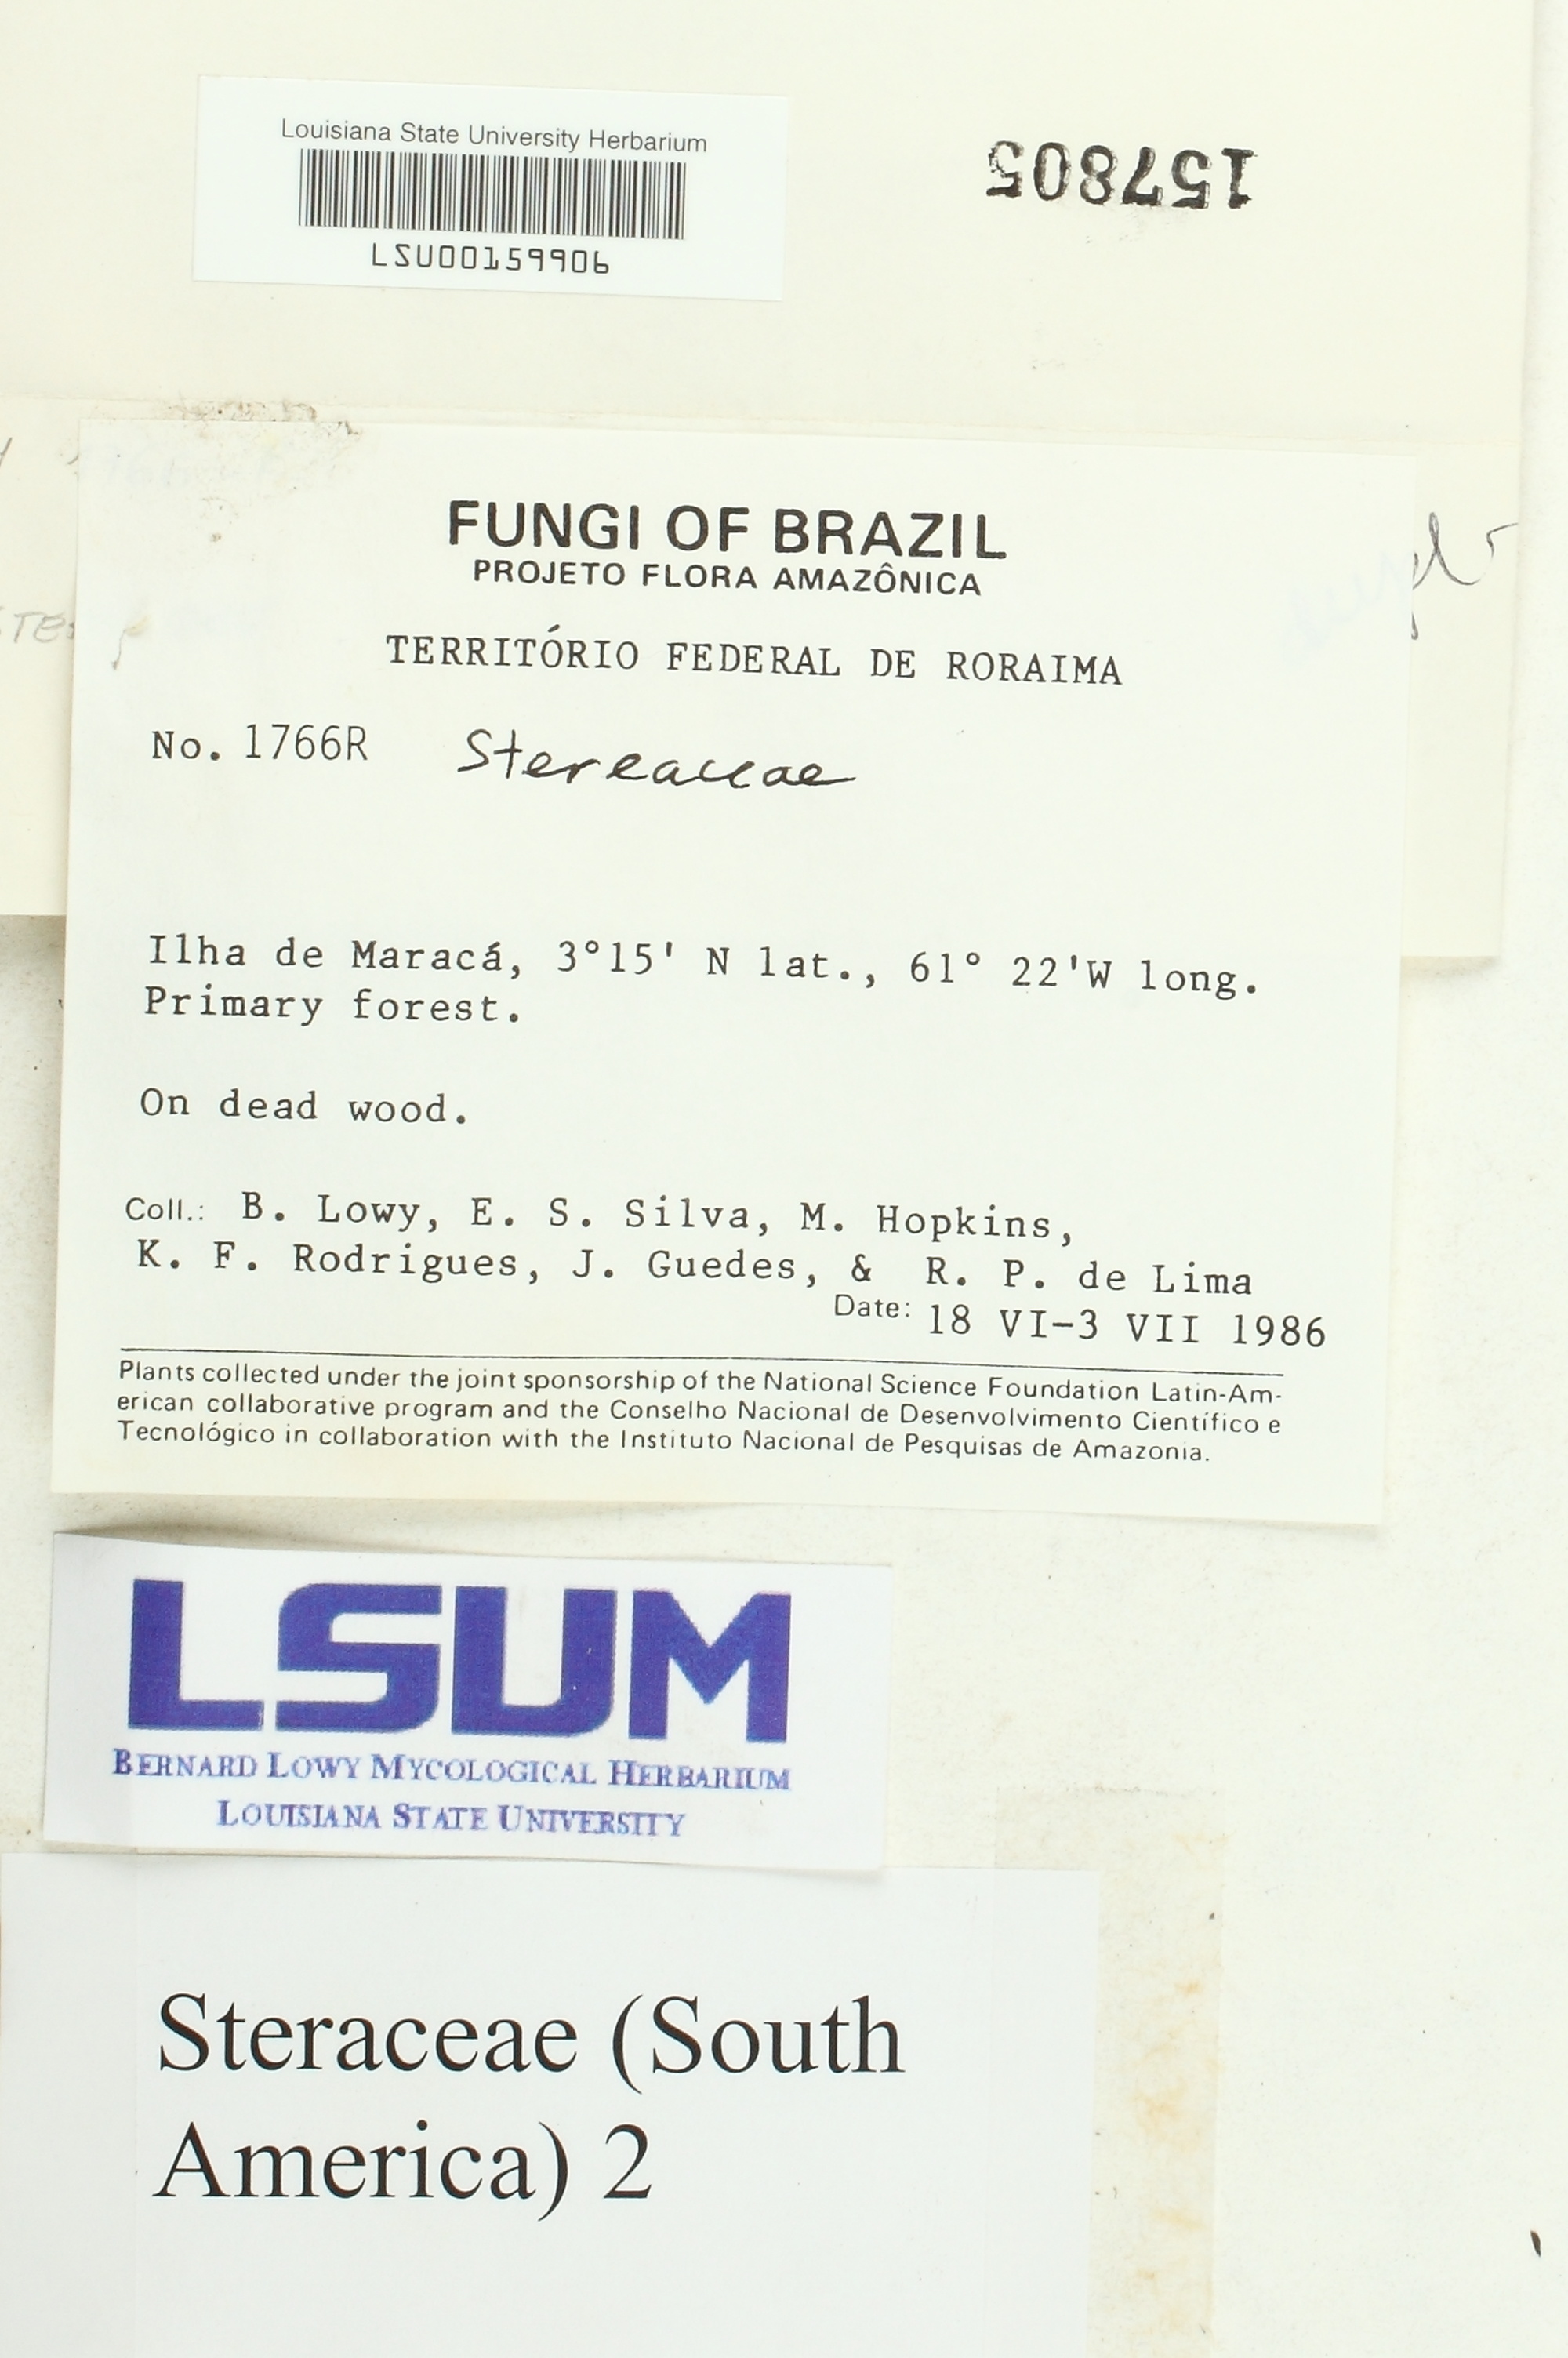 Louisiana State University Herbarium
LSU00159906
157805
FUNGI OF BRAZIL
PROJETO FLORA AMAZÔNICA
TERRITÓRIO FEDERAL DE RORAIMA
No. 1766R Stereaceae
Ilha de Maracá, 3°15' N lat., 61° 22'W long.
Primary forest.
On dead wood.
Coll.: B. Lowy, E. S. Silva, M. Hopkins,
K. F. Rodrigues, J. Guedes, & R. P. de Lima
Date: 18 VI-3 VII 1986
Plants collected under the joint sponsorship of the National Science Foundation Latin-Am-
erican collaborative program and the Conselho Nacional de Desenvolvimento Científico e
Tecnológico in collaboration with the Instituto Nacional de Pesquisas de Amazonia.
LSUM
BERNARD LOWY MYCOLOGICAL HERBARIUM
LOUISIANA STATE UNIVERSITY
Steraceae (South
America) 2